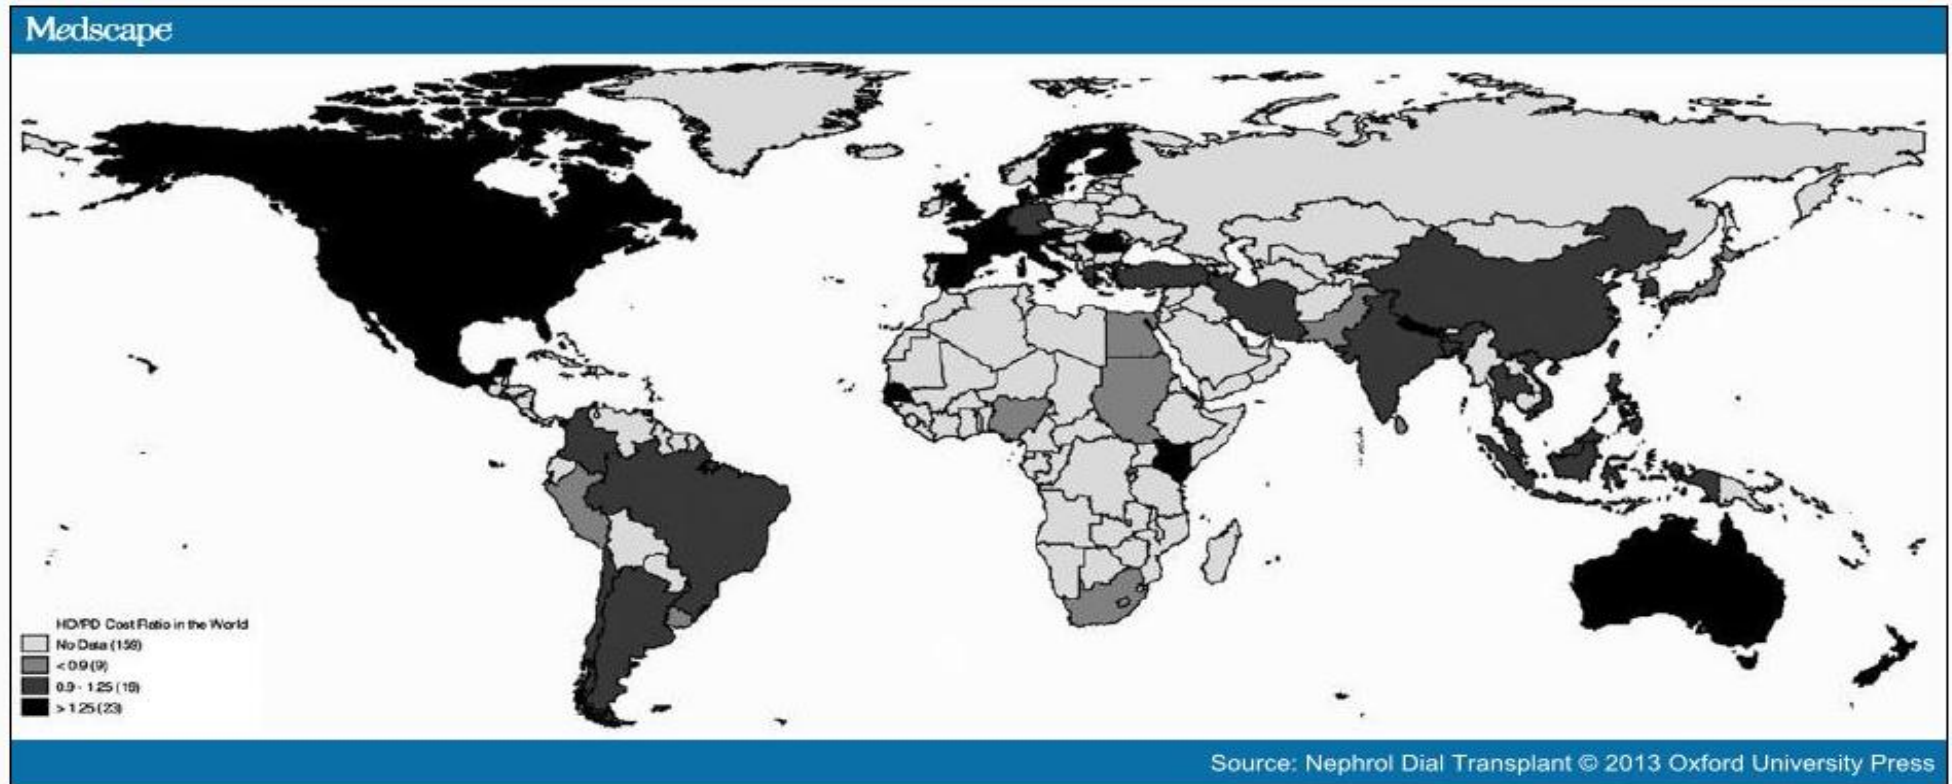 Medscape
HD/PD Cost Ratio in the World
No Data (159)
< 0.9 (9)
0.9 - 1.25 (19)
> 1.25 (23)
Source: Nephrol Dial Transplant © 2013 Oxford University Press